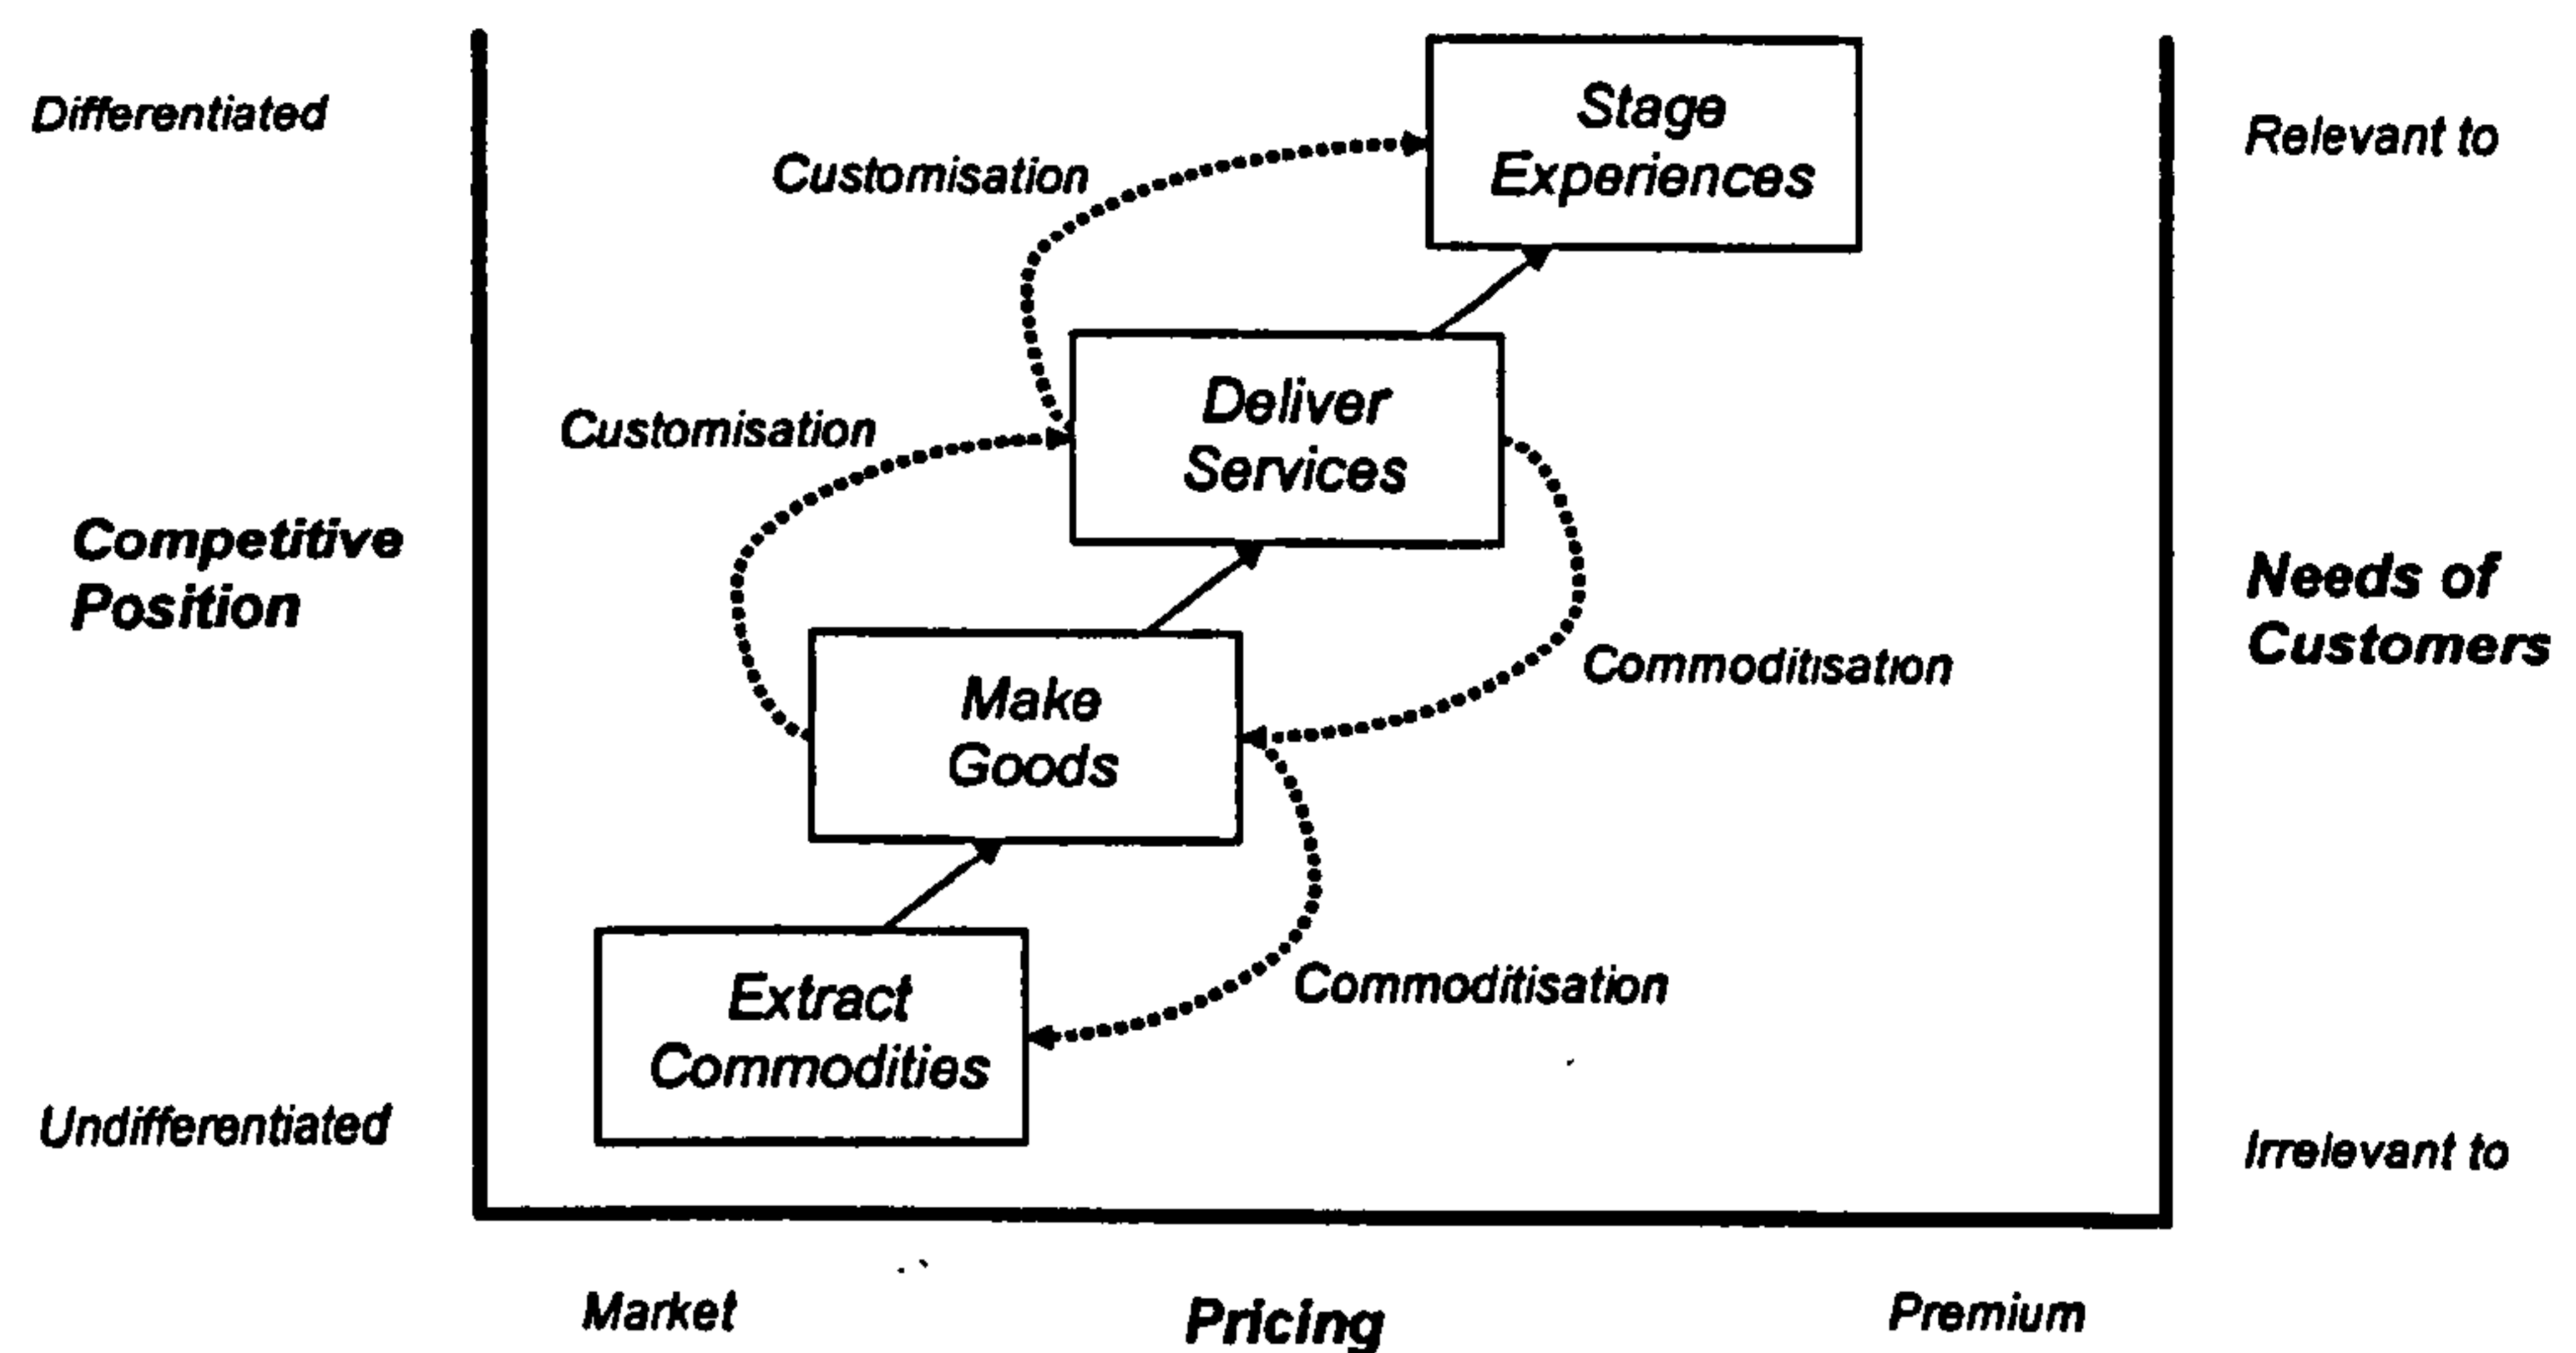 Differentiated
Stage
Experiences
Relevant to
Customisation
Deliver
Services
Customisation
Competitive
Position
Needs of
Customers
Commoditisation
Make
Goods
Extract
Commodities
Commoditisation
Undifferentiated
Irrelevant to
Market
Pricing
Premium